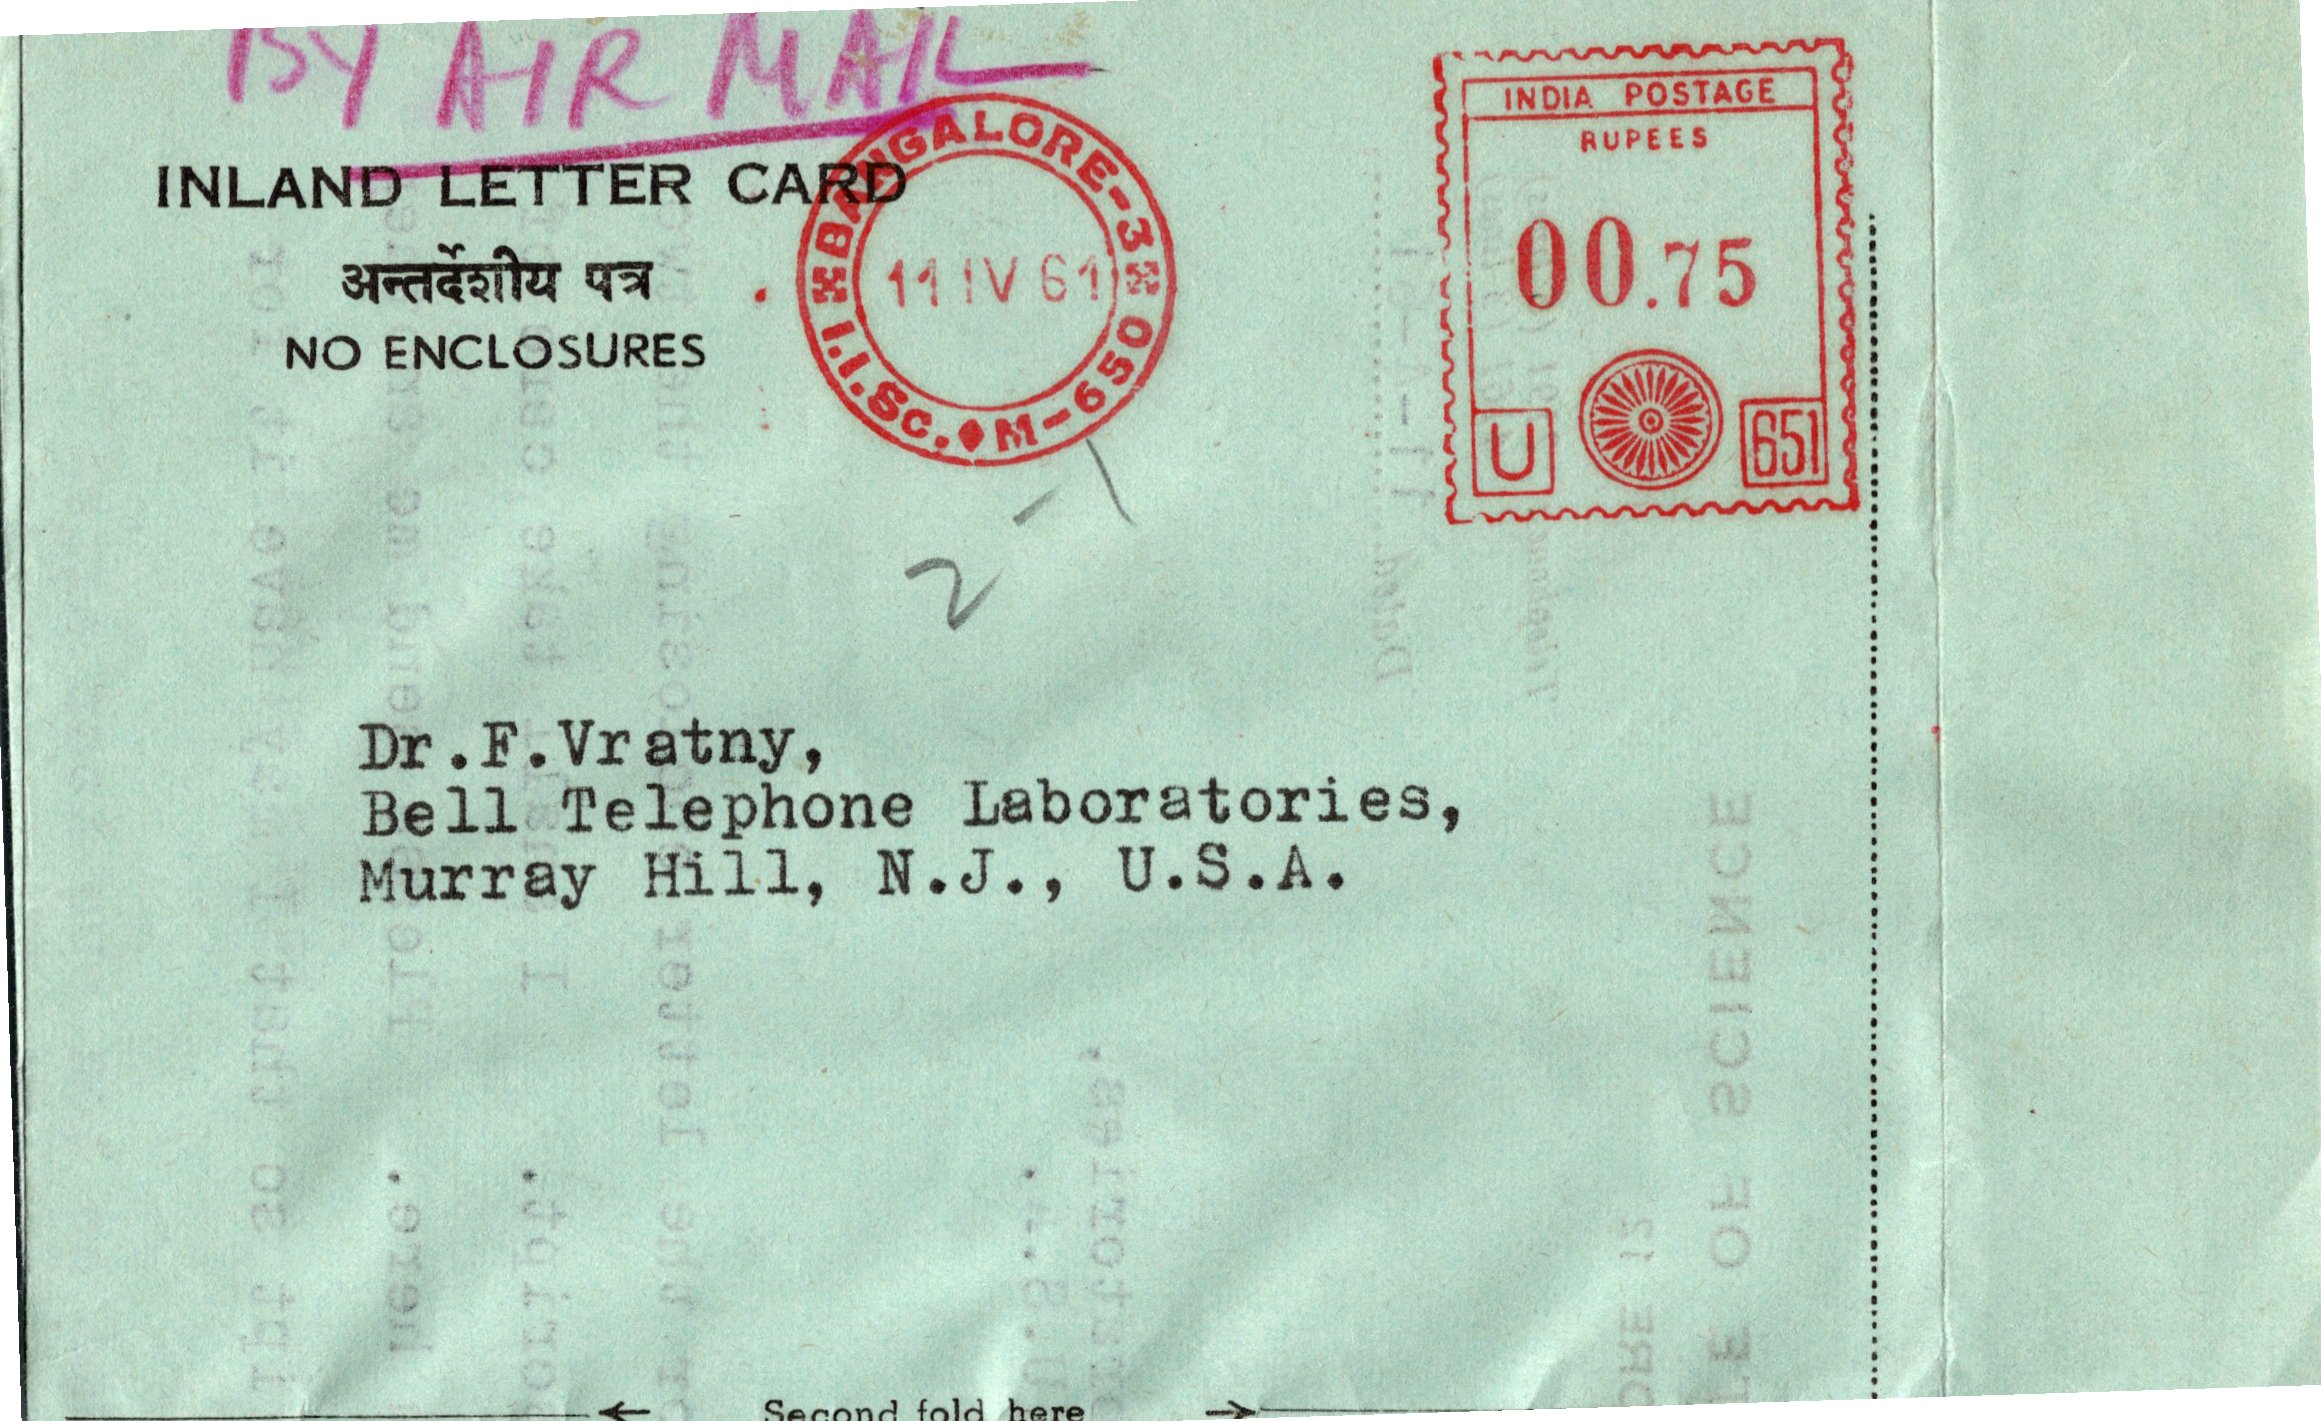 BY AIR MAIL
INLAND LETTER CARD
अन्तर्देशीय पत्र
NO ENCLOSURES
BANGALORE-3
11 IV 61
I.I.Sc. M-650
INDIA POSTAGE
RUPEES
00.75
U
651
Dr.F.Vratny,
Bell Telephone Laboratories,
Murray Hill, N.J., U.S.A.
Second fold here